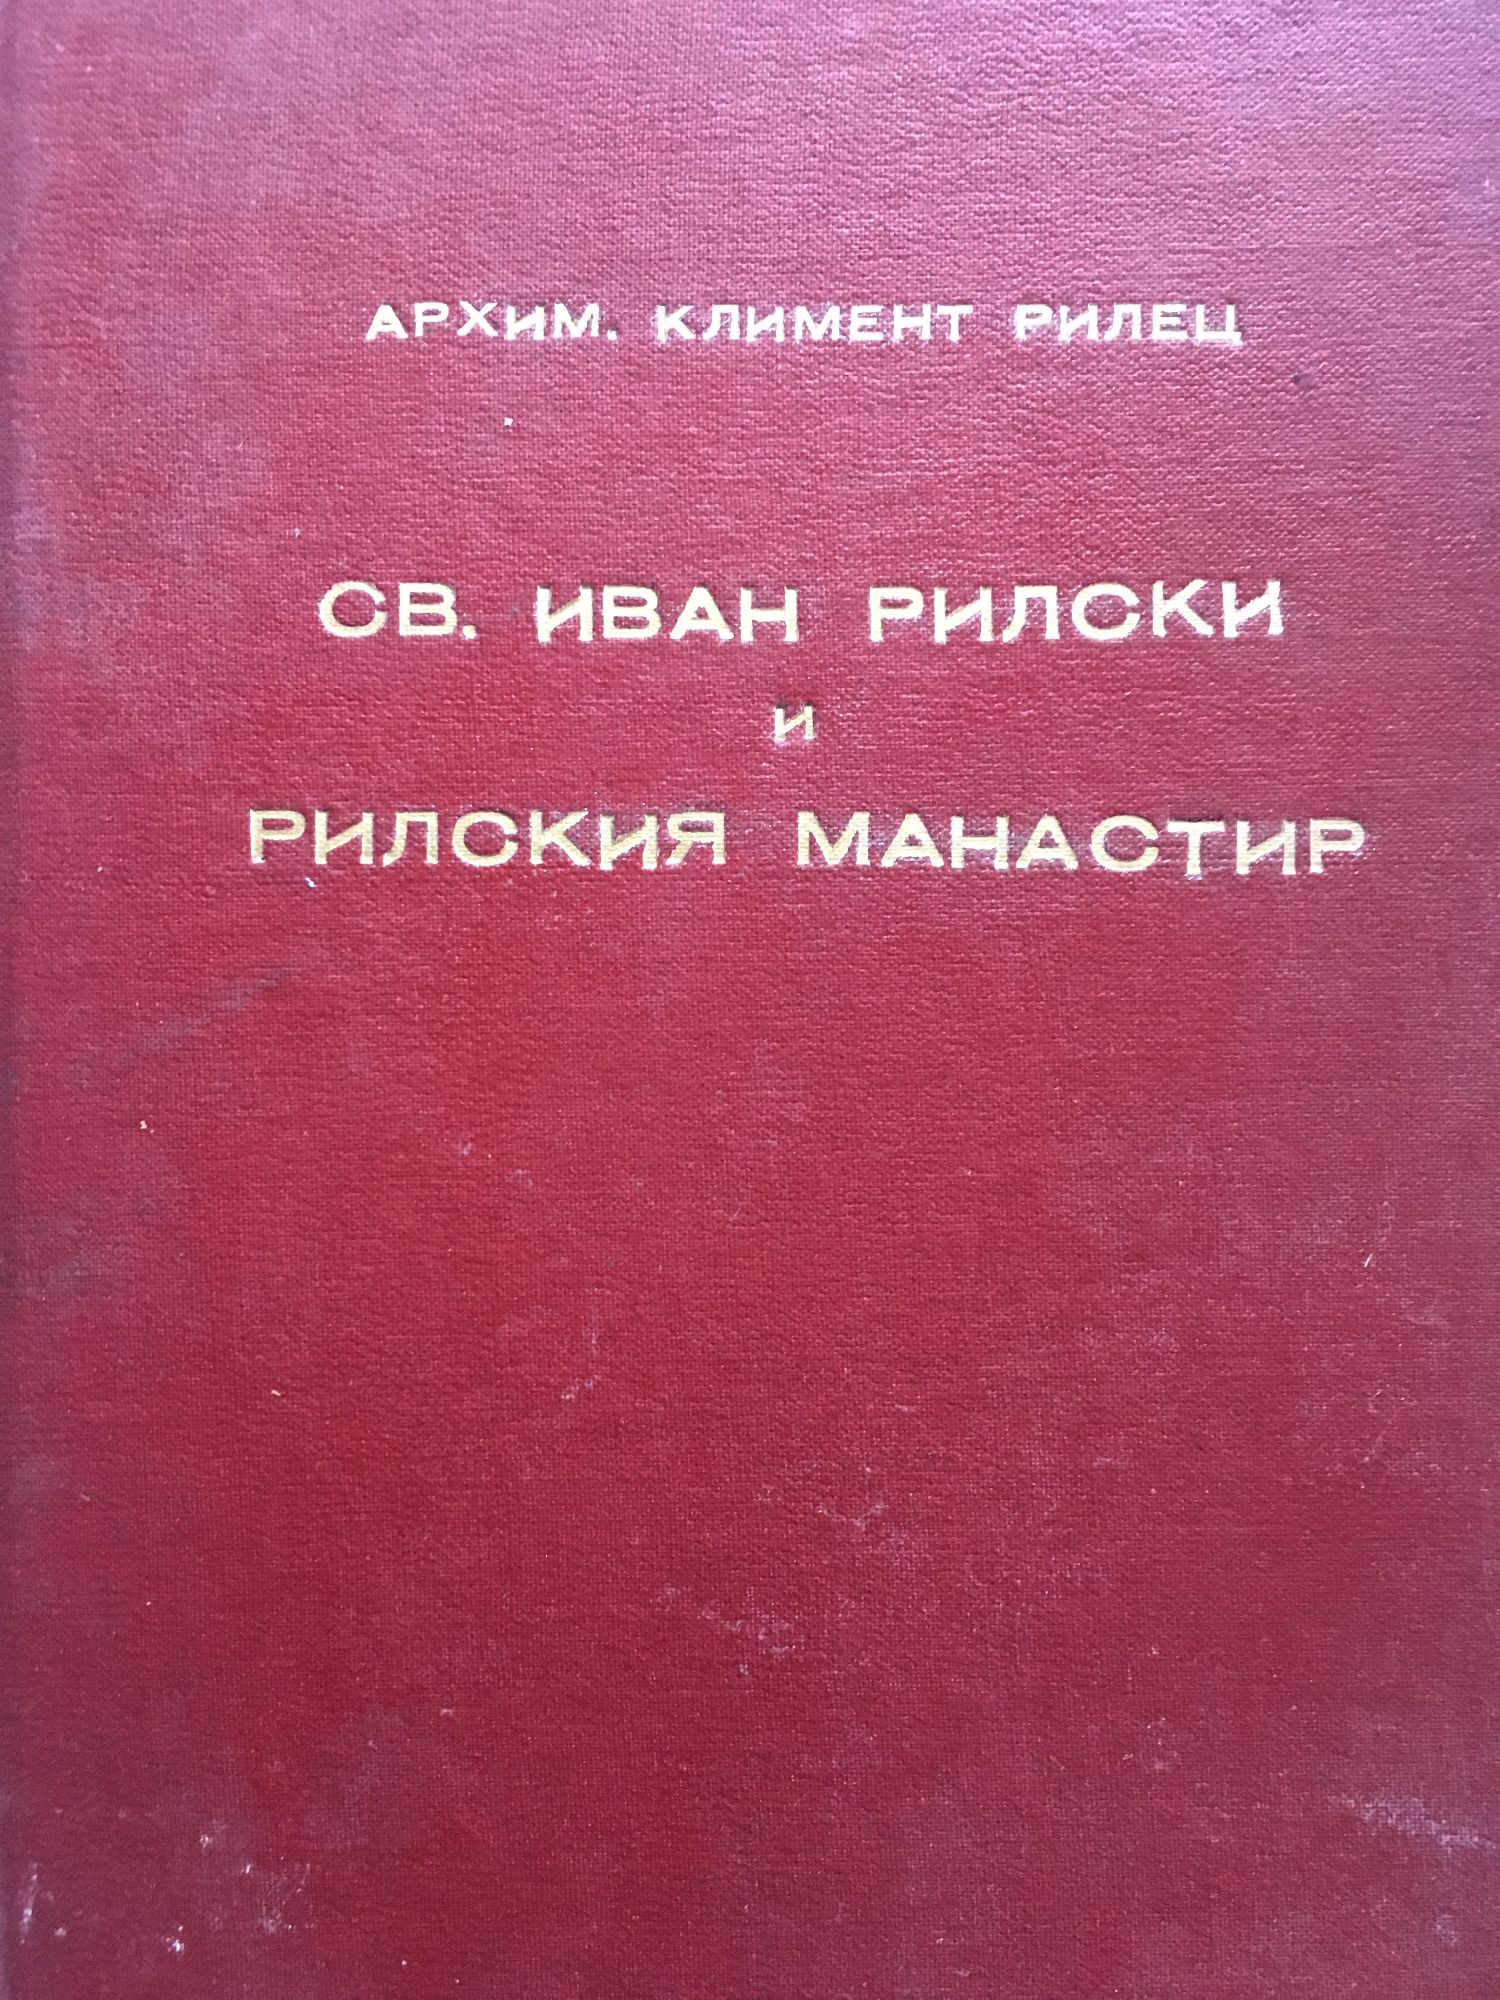 АРХИМ. КЛИМЕНТ РИЛЕЦ
СВ. ИВАН РИЛСКИ
И
РИЛСКИЯ МАНАСТИР